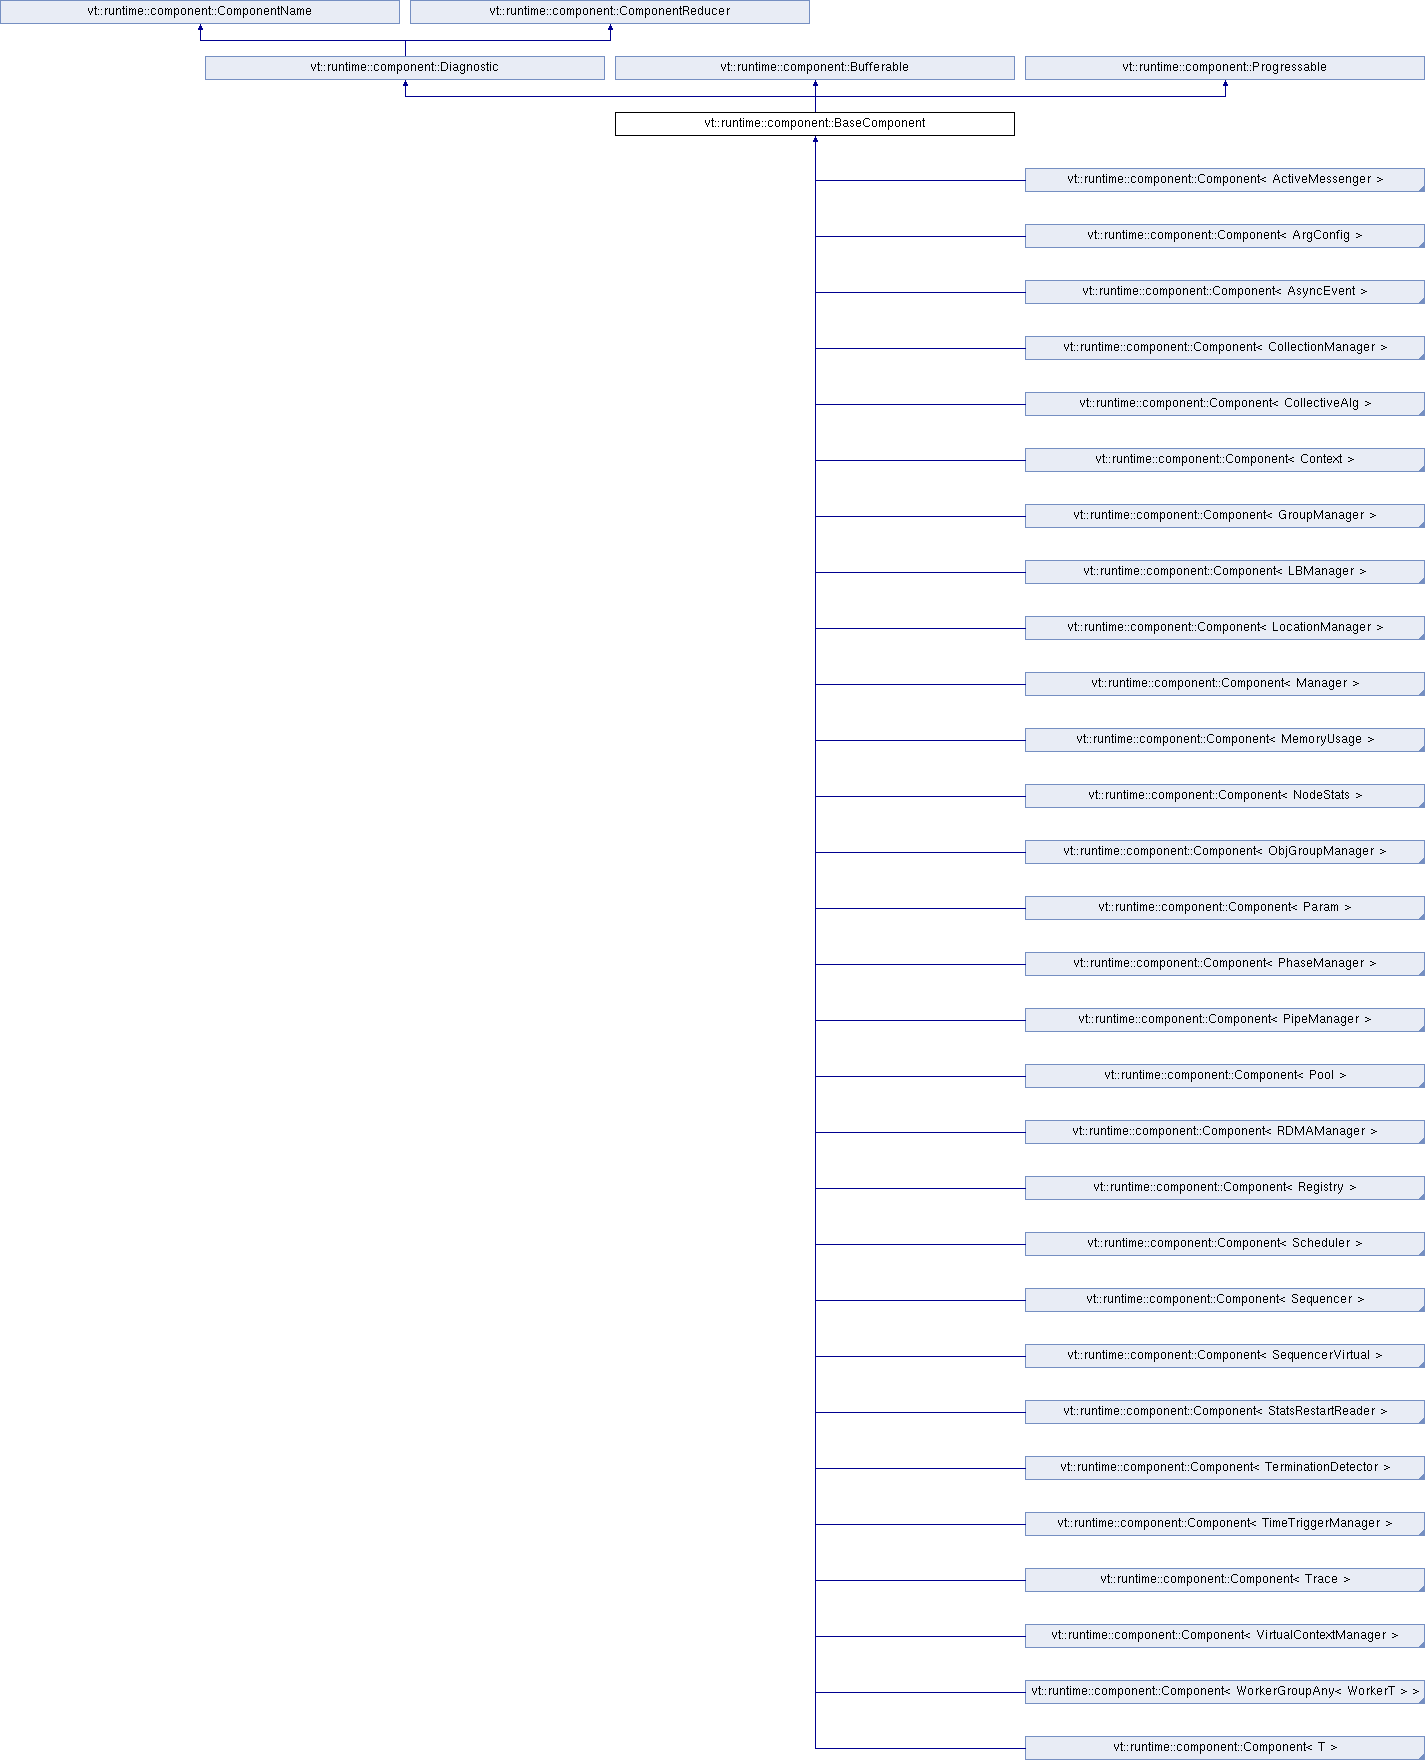 vt::runtime::component::ComponentName
vt::runtime::component::ComponentReducer
vt::runtime::component::Diagnostic
vt::runtime::component::Bufferable
vt::runtime::component::Progressable
vt::runtime::component::BaseComponent
vt::runtime::component::Component< ActiveMessenger >
vt::runtime::component::Component< ArgConfig >
vt::runtime::component::Component< AsyncEvent >
vt::runtime::component::Component< CollectionManager >
vt::runtime::component::Component< CollectiveAlg >
vt::runtime::component::Component< Context >
vt::runtime::component::Component< GroupManager >
vt::runtime::component::Component< LBManager >
vt::runtime::component::Component< LocationManager >
vt::runtime::component::Component< Manager >
vt::runtime::component::Component< MemoryUsage >
vt::runtime::component::Component< NodeStats >
vt::runtime::component::Component< ObjGroupManager >
vt::runtime::component::Component< Param >
vt::runtime::component::Component< PhaseManager >
vt::runtime::component::Component< PipeManager >
vt::runtime::component::Component< Pool >
vt::runtime::component::Component< RDMAManager >
vt::runtime::component::Component< Registry >
vt::runtime::component::Component< Scheduler >
vt::runtime::component::Component< Sequencer >
vt::runtime::component::Component< SequencerVirtual >
vt::runtime::component::Component< StatsRestartReader >
vt::runtime::component::Component< TerminationDetector >
vt::runtime::component::Component< TimeTriggerManager >
vt::runtime::component::Component< Trace >
vt::runtime::component::Component< VirtualContextManager >
vt::runtime::component::Component< WorkerGroupAny< WorkerT > >
vt::runtime::component::Component< T >